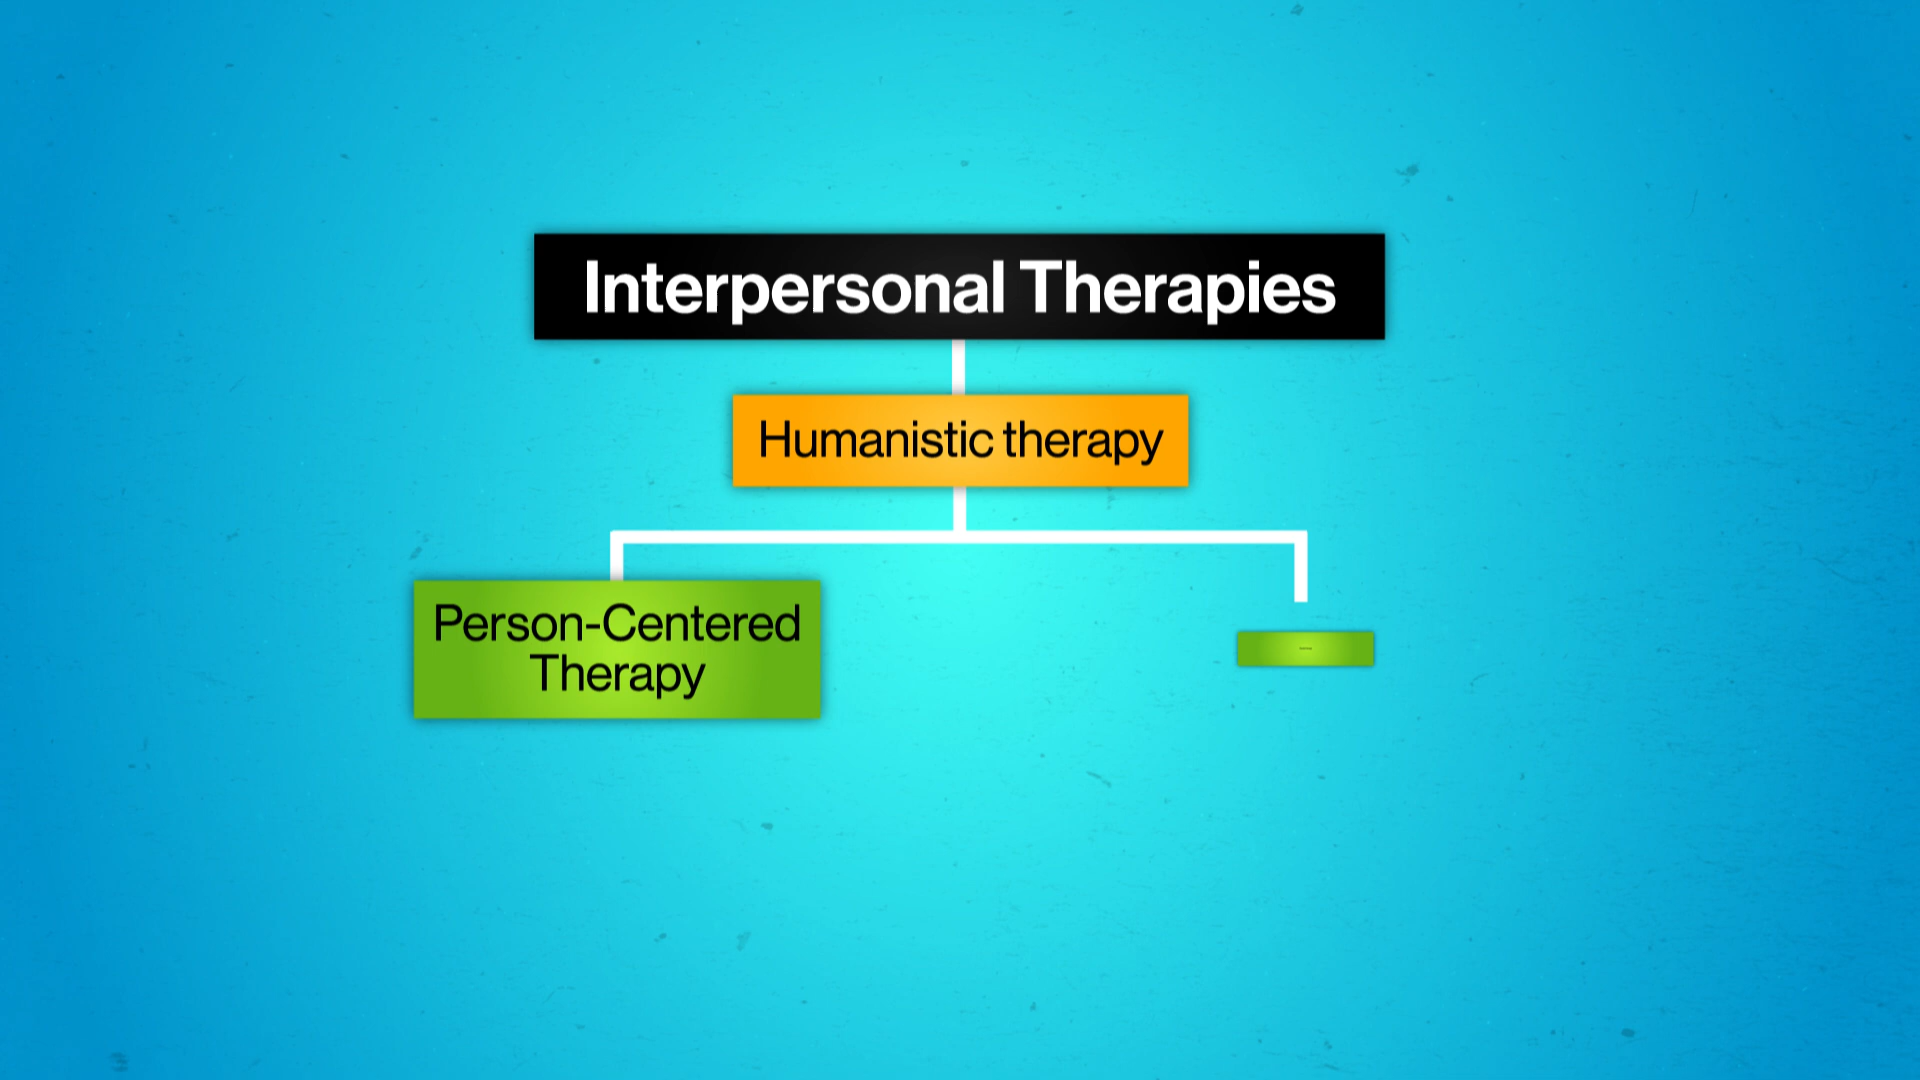 Interpersonal Therapies
Humanistic therapy
Person-Centered
Therapy